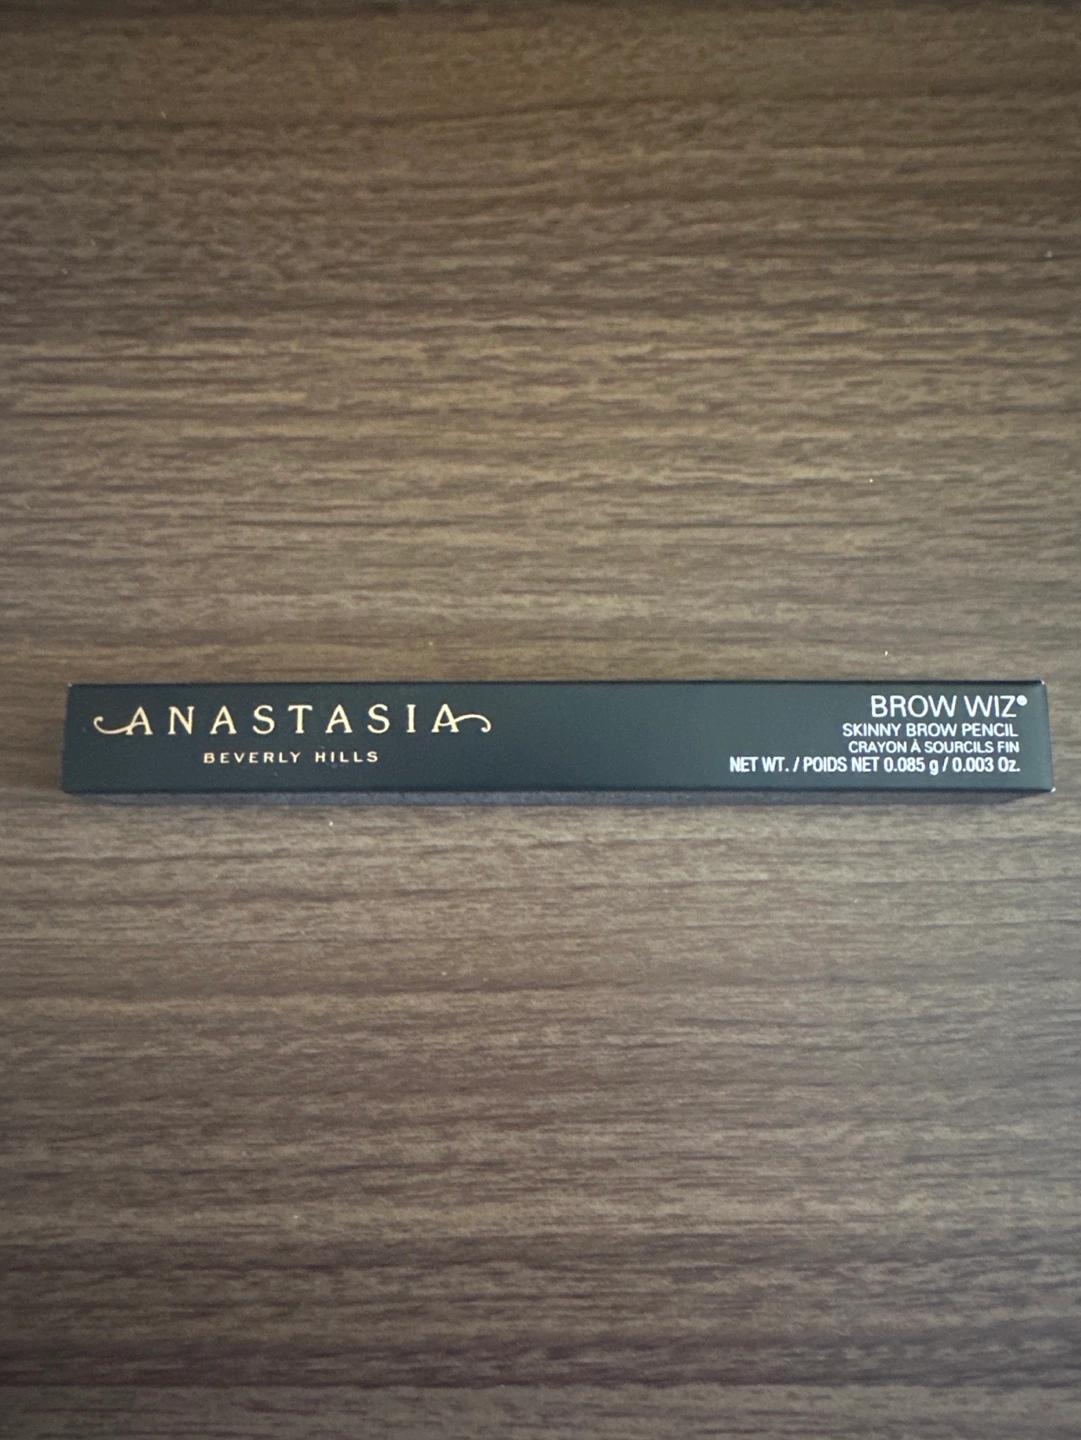 ANASTASIA
BEVERLY HILLS
BROW WIZ®
SKINNY BROW PENCIL
CRAYON À SOURCILS FIN
NET WT. / POIDS NET 0.085 g / 0.003 Oz.